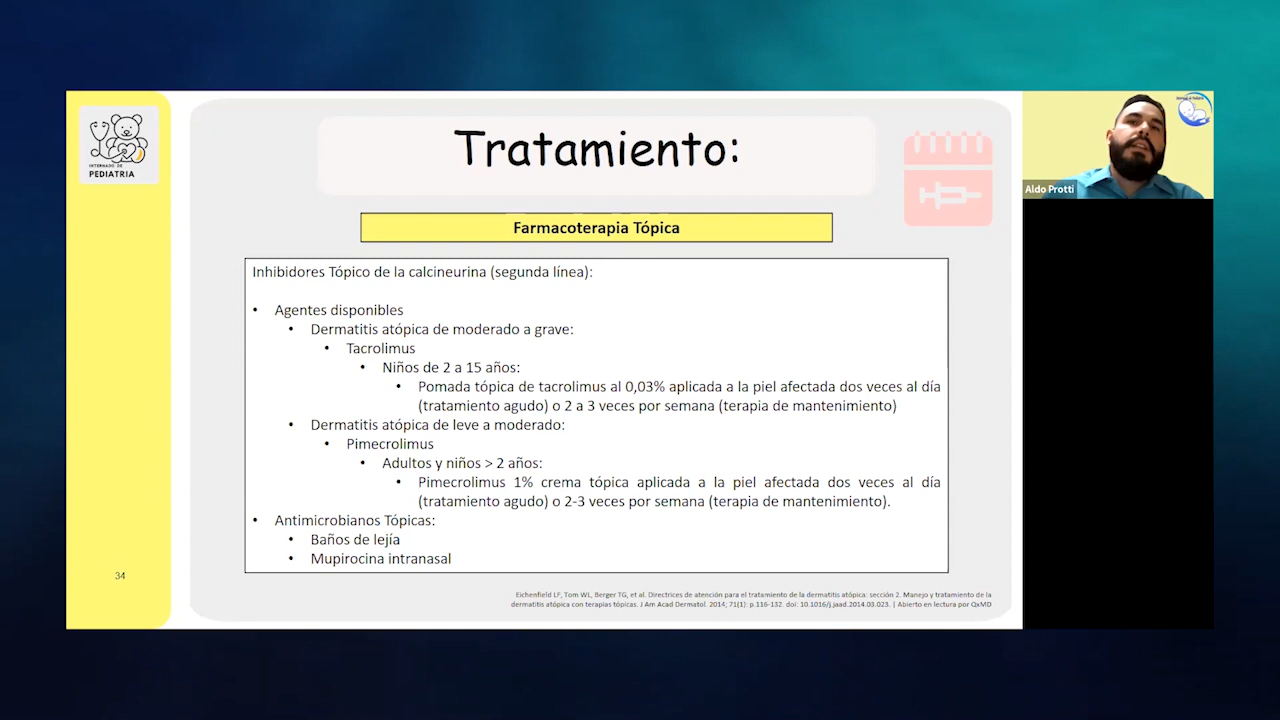 INTERNADO DE
PEDIATRIA
Tratamiento:
Farmacoterapia Tópica
Inhibidores Tópico de la calcineurina (segunda línea):
• Agentes disponibles
• Dermatitis atópica de moderado a grave:
• Tacrolimus
• Niños de 2 a 15 años:
• Pomada tópica de tacrolimus al 0,03% aplicada a la piel afectada dos veces al día
(tratamiento agudo) o 2 a 3 veces por semana (terapia de mantenimiento)
• Dermatitis atópica de leve a moderado:
• Pimecrolimus
• Adultos y niños > 2 años:
• Pimecrolimus 1% crema tópica aplicada a la piel afectada dos veces al día
(tratamiento agudo) o 2-3 veces por semana (terapia de mantenimiento).
• Antimicrobianos Tópicas:
• Baños de lejía
• Mupirocina intranasal
34
Eichenfield LF, Tom WL, Berger TG, et al. Directrices de atención para el tratamiento de la dermatitis atópica: sección 2. Manejo y tratamiento de la
dermatitis atópica con terapias tópicas. J Am Acad Dermatol. 2014; 71(1): p.116-132. doi: 10.1016/j.jaad.2014.03.023. | Abierto en lectura por QxMD
Aldo Protti